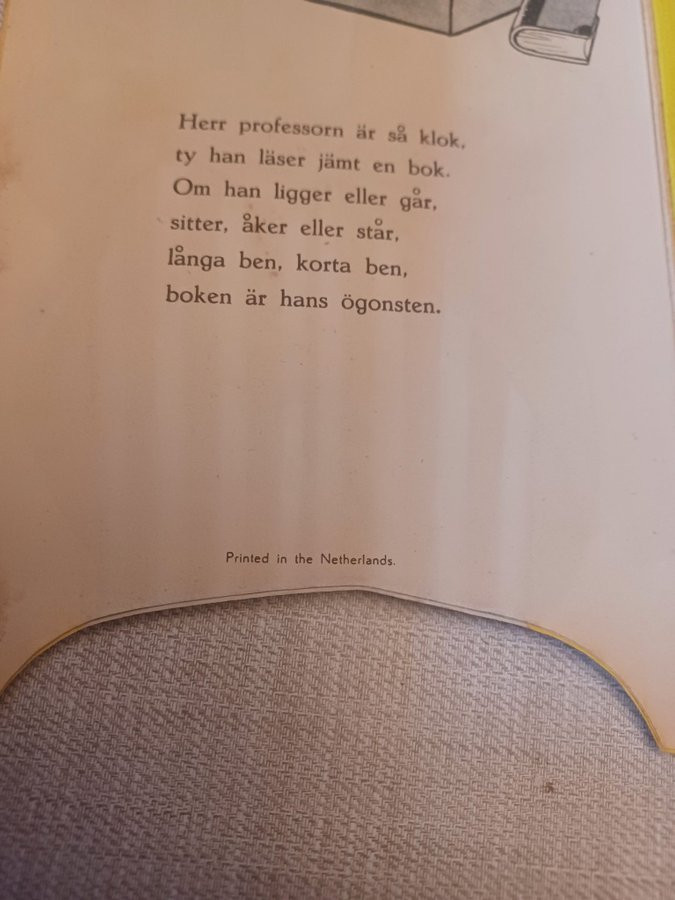 Herr professorn är så klok,
ty han läser jämt en bok.
Om han ligger eller går,
sitter, åker eller står,
långa ben, korta ben,
boken är hans ögonsten.
Printed in the Netherlands.